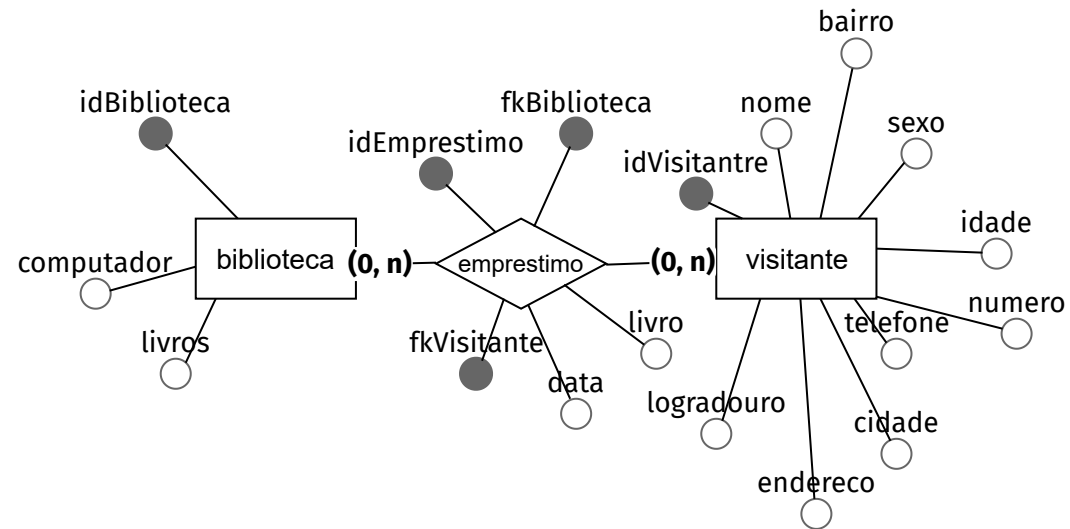 bairro
idBiblioteca
fkBiblioteca
nome
sexo
idEmprestimo
idVisitantre
idade
computador
biblioteca
(0, n)
emprestimo
(0, n)
visitante
numero
livros
fkVisitante
livro
telefone
data
logradouro
cidade
endereco